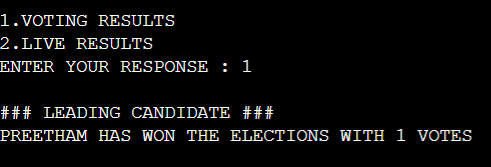 1.VOTING RESULTS
2.LIVE RESULTS
ENTER YOUR RESPONSE : 1
### LEADING CANDIDATE ###
PREETHAM HAS WON THE ELECTIONS WITH 1 VOTES